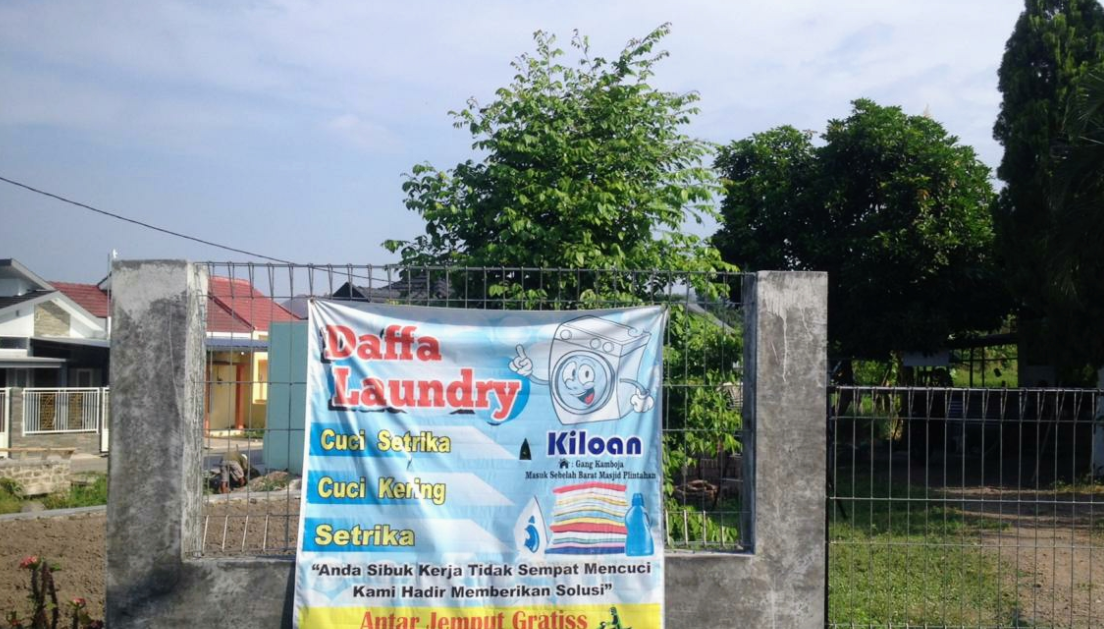 Daffa
Laundry
Cuci Setrika
Kiloan
: Gang Kamboja
Masuk Sebelah Barat Masjid Plintahan
Cuci Kering
Setrika
“Anda Sibuk Kerja Tidak Sempat Mencuci
Kami Hadir Memberikan Solusi”
Antar Jemput Gratiss